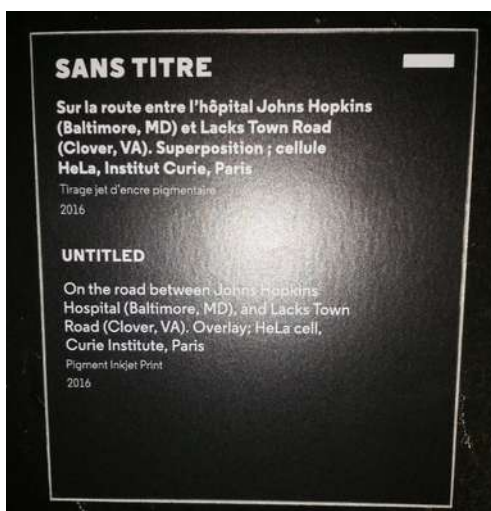 SANS TITRE
Sur la route entre l'hôpital Johns Hopkins
(Baltimore, MD) et Lacks Town Road
(Clover, VA). Superposition ; cellule
HeLa, Institut Curie, Paris
Tirage jet d'encre pigmentaire
2016
UNTITLED
On the road between Johns Hopkins
Hospital (Baltimore, MD), and Lacks Town
Road (Clover, VA). Overlay; HeLa cell,
Curie Institute, Paris
Pigment Inkjet Print
2016